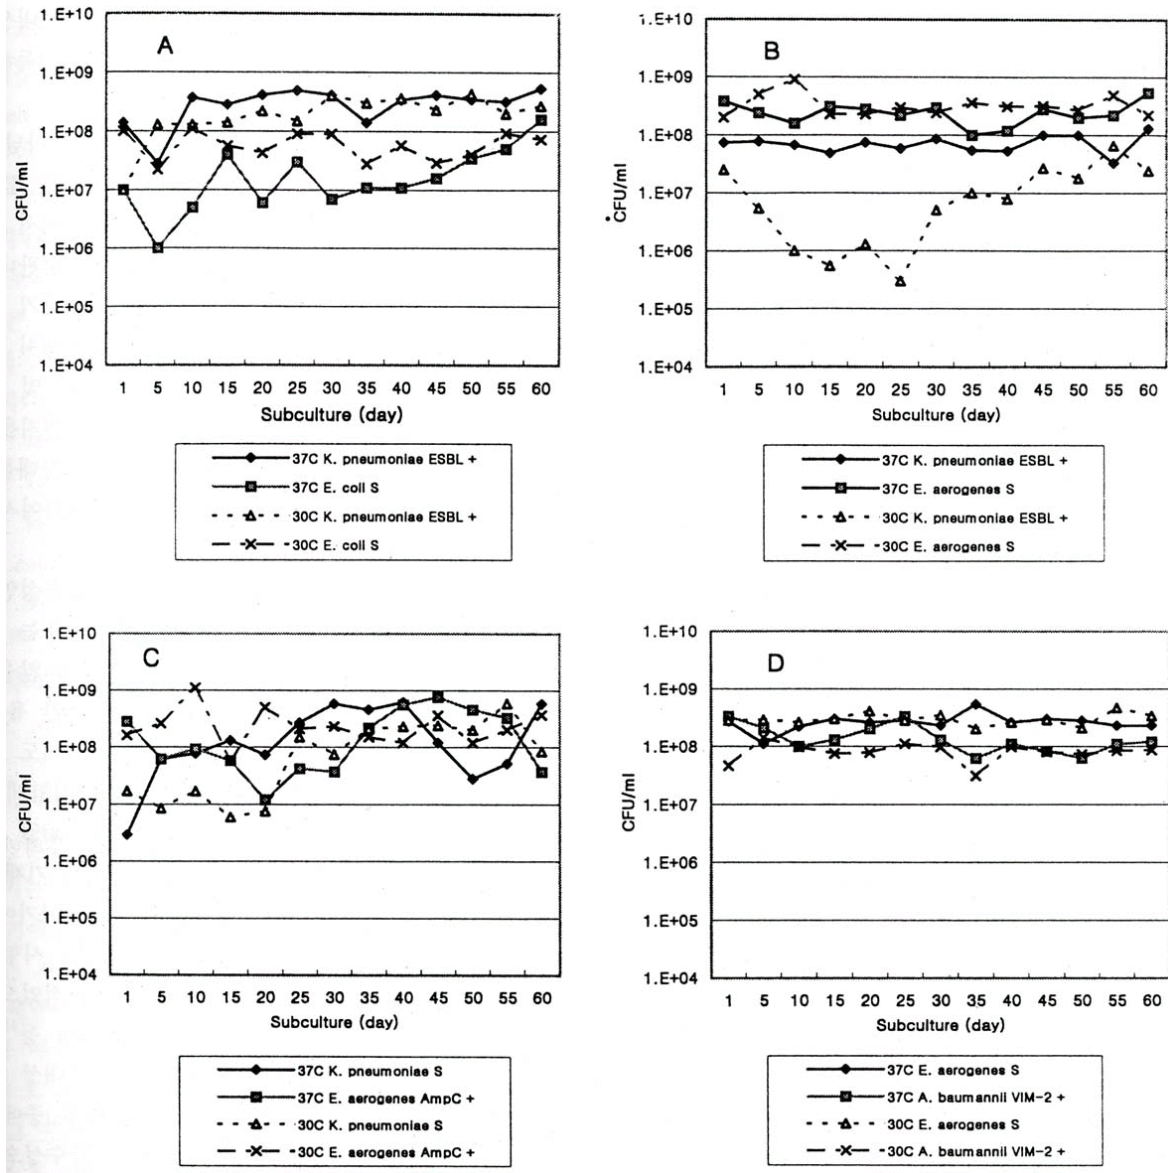 A
1.E+10
1.E+09
1.E+08
1.E+07
1.E+06
1.E+05
1.E+04
CFU/ml
1 5 10 15 20 25 30 35 40 45 50 55 60
Subculture (day)
37C K. pneumoniae ESBL +
37C E. coli S
30C K. pneumoniae ESBL +
30C E. coli S
B
1.E+10
1.E+09
1.E+08
1.E+07
1.E+06
1.E+05
1.E+04
CFU/ml
1 5 10 15 20 25 30 35 40 45 50 55 60
Subculture (day)
37C K. pneumoniae ESBL +
37C E. aerogenes S
30C K. pneumoniae ESBL +
30C E. aerogenes S
C
1.E+10
1.E+09
1.E+08
1.E+07
1.E+06
1.E+05
1.E+04
CFU/ml
1 5 10 15 20 25 30 35 40 45 50 55 60
Subculture (day)
37C K. pneumoniae S
37C E. aerogenes AmpC +
30C K. pneumoniae S
30C E. aerogenes AmpC +
D
1.E+10
1.E+09
1.E+08
1.E+07
1.E+06
1.E+05
1.E+04
CFU/ml
1 5 10 15 20 25 30 35 40 45 50 55 60
Subculture (day)
37C E. aerogenes S
37C A. baumannii VIM-2 +
30C E. aerogenes S
30C A. baumannii VIM-2 +